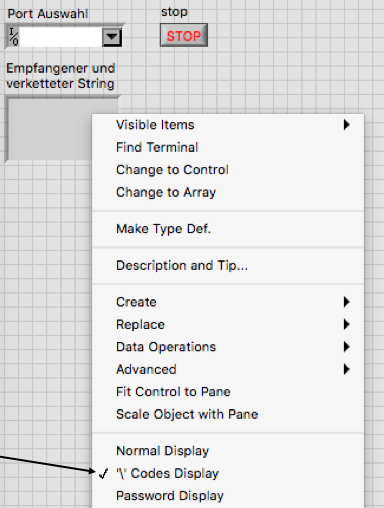 Port Auswahl
stop
I/O
STOP
Empfangener und
verketteter String
Visible Items
Find Terminal
Change to Control
Change to Array
Make Type Def.
Description and Tip...
Create
Replace
Data Operations
Advanced
Fit Control to Pane
Scale Object with Pane
Normal Display
✓ '\' Codes Display
Password Display